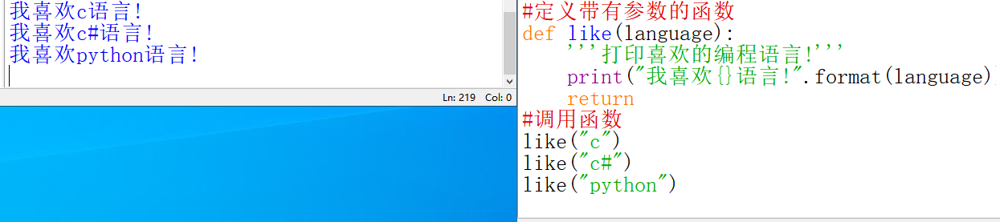 我喜欢c语言!
我喜欢c#语言!
我喜欢python语言!
Ln: 219 Col: 0
#定义带有参数的函数
def like(language):
    '''打印喜欢的编程语言!'''
    print("我喜欢{}语言!".format(language)
    return
#调用函数
like("c")
like("c#")
like("python")